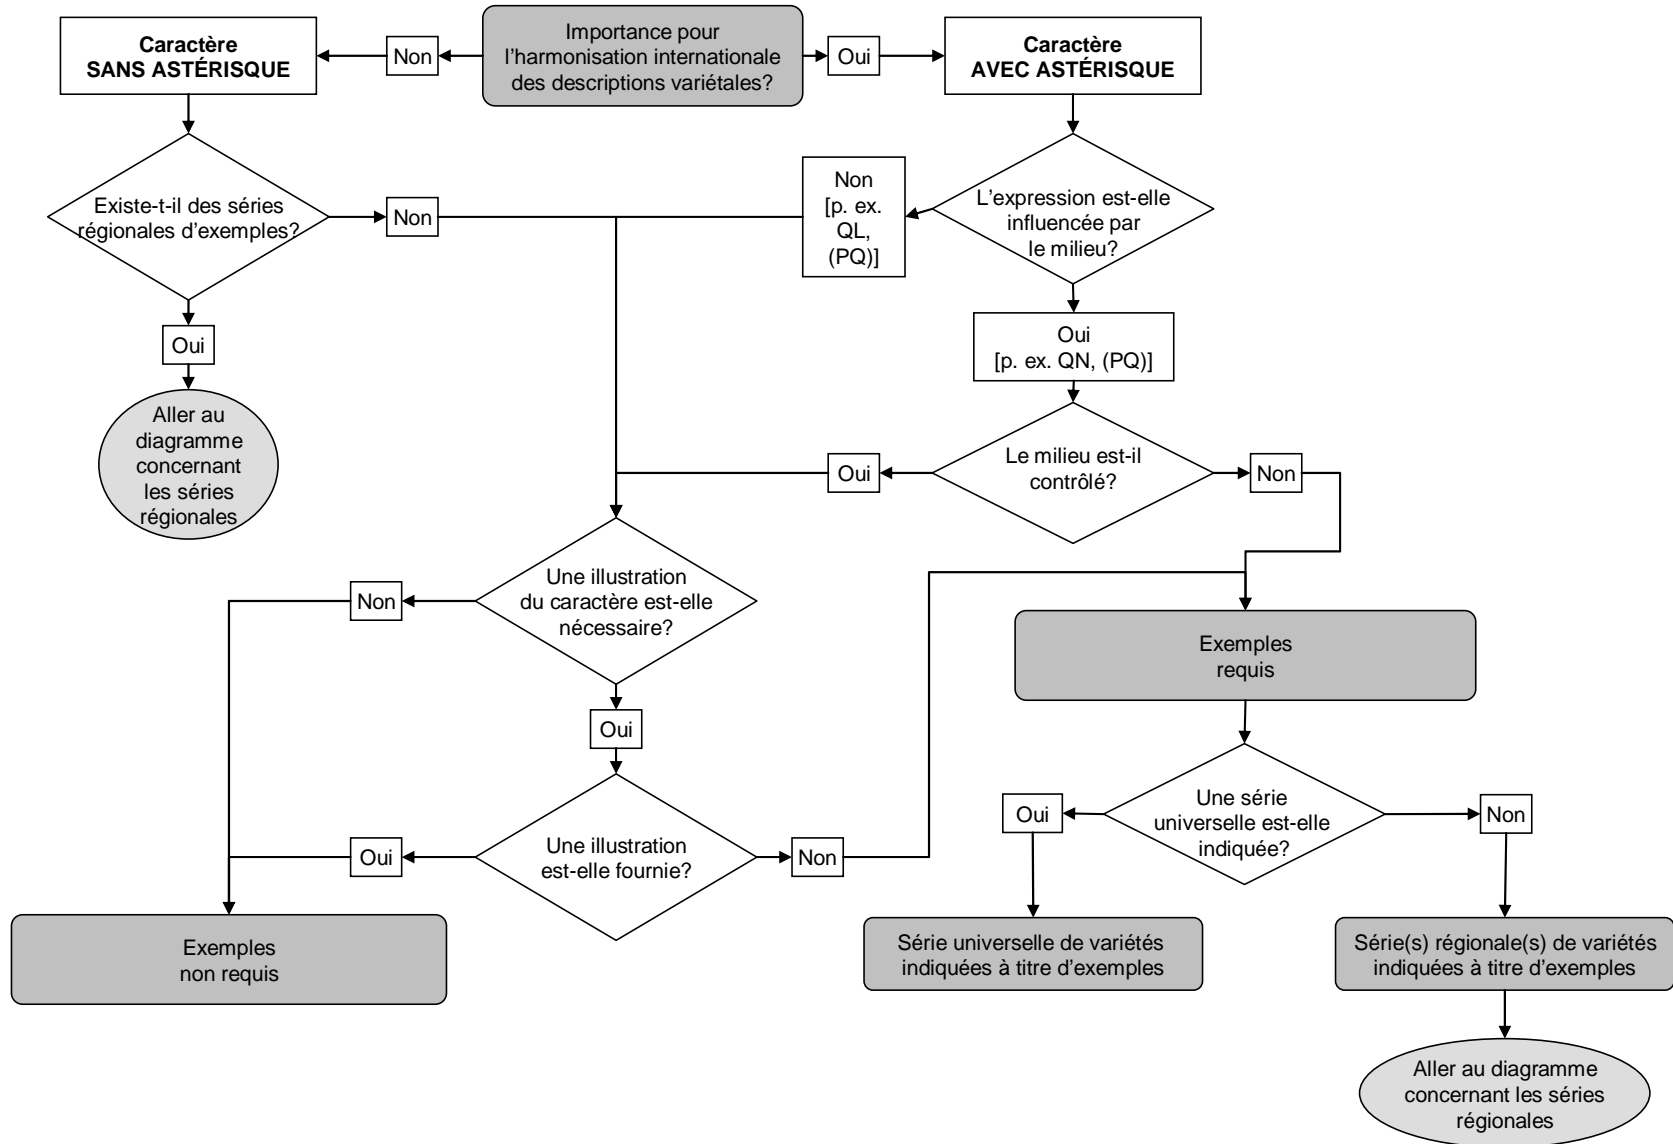 Caractère
SANS ASTÉRISQUE
Non
Importance pour
l'harmonisation internationale
des descriptions variétales?
Oui
Caractère
AVEC ASTÉRISQUE
Existe-t-il des séries
régionales d'exemples?
Non
Non
[p. ex.
QL,
(PQ)]
L'expression est-elle
influencée par
le milieu?
Oui
Oui
[p. ex. QN, (PQ)]
Aller au
diagramme
concernant
les séries
régionales
Oui
Le milieu est-il
contrôlé?
Non
Non
Une illustration
du caractère est-elle
nécessaire?
Exemples
requis
Oui
Oui
Une illustration
est-elle fournie?
Non
Oui
Une série
universelle est-elle
indiquée?
Non
Exemples
non requis
Série universelle de variétés
indiquées à titre d'exemples
Série(s) régionale(s) de variétés
indiquées à titre d'exemples
Aller au diagramme
concernant les séries
régionales